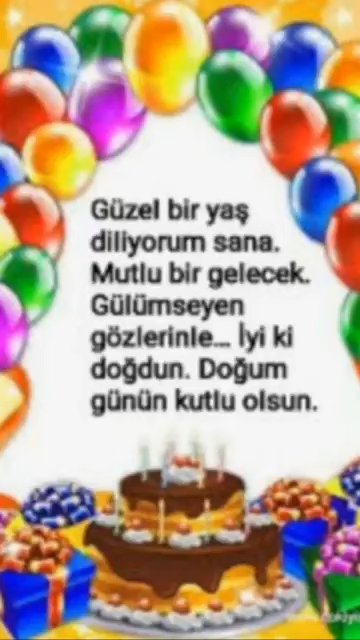 Güzel bir yaş
diliyorum sana.
Mutlu bir gelecek.
Gülümseyen
gözlerinle... İyi ki
doğdun. Doğum
günün kutlu olsun.